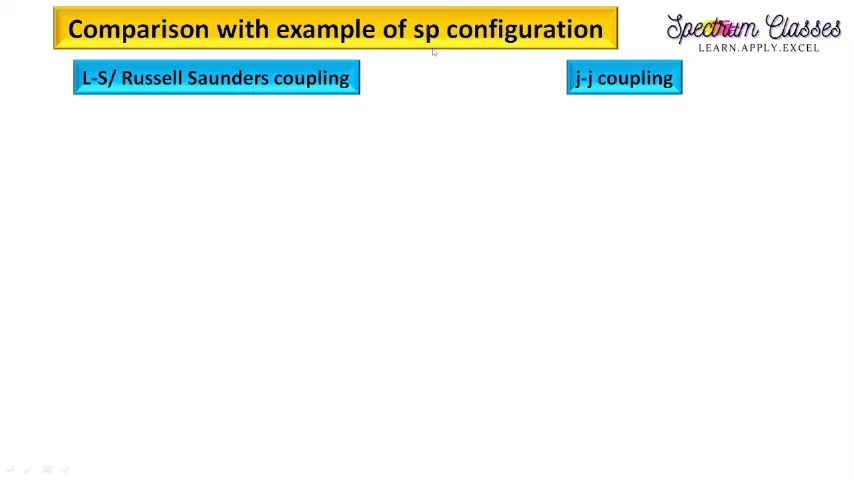 Comparison with example of sp configuration
Spectrum Classes
LEARN.APPLY.EXCEL
L-S/ Russell Saunders coupling
j-j coupling